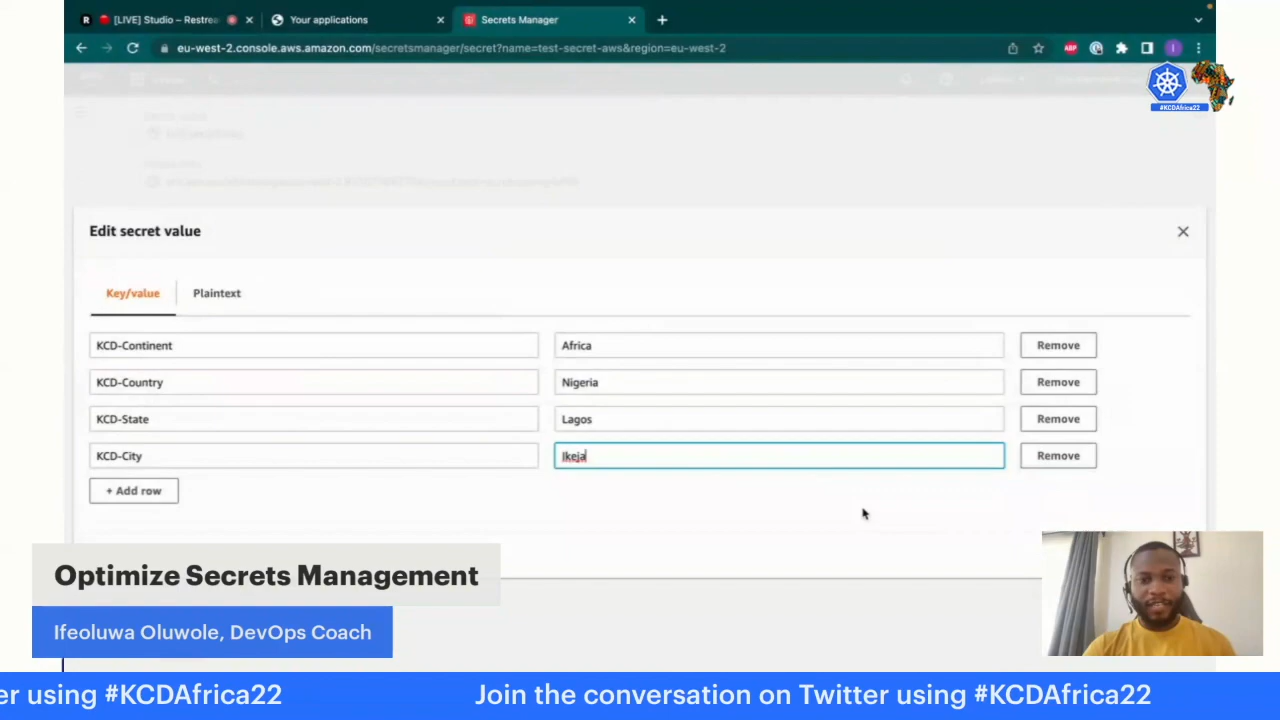 [LIVE] Studio – Restrea
Your applications
Secrets Manager
eu-west-2.console.aws.amazon.com/secretsmanager/secret?name=test-secret-aws&region=eu-west-2
ABP
I
#KCDAfrica22
Edit secret value
Key/value
Plaintext
KCD-Continent
Africa
Remove
KCD-Country
Nigeria
Remove
KCD-State
Lagos
Remove
KCD-City
Ikeja
Remove
+ Add row
Optimize Secrets Management
Ifeoluwa Oluwole, DevOps Coach
er using #KCDAfrica22
Join the conversation on Twitter using #KCDAfrica22